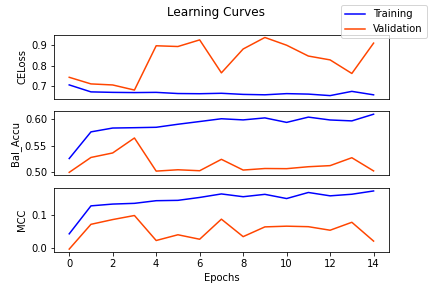 Learning Curves
Training
Validation
CELoss
0.9
0.8
0.7
Bal_Accu
0.60
0.55
0.50
MCC
0.1
0.0
0 2 4 6 8 10 12 14
Epochs